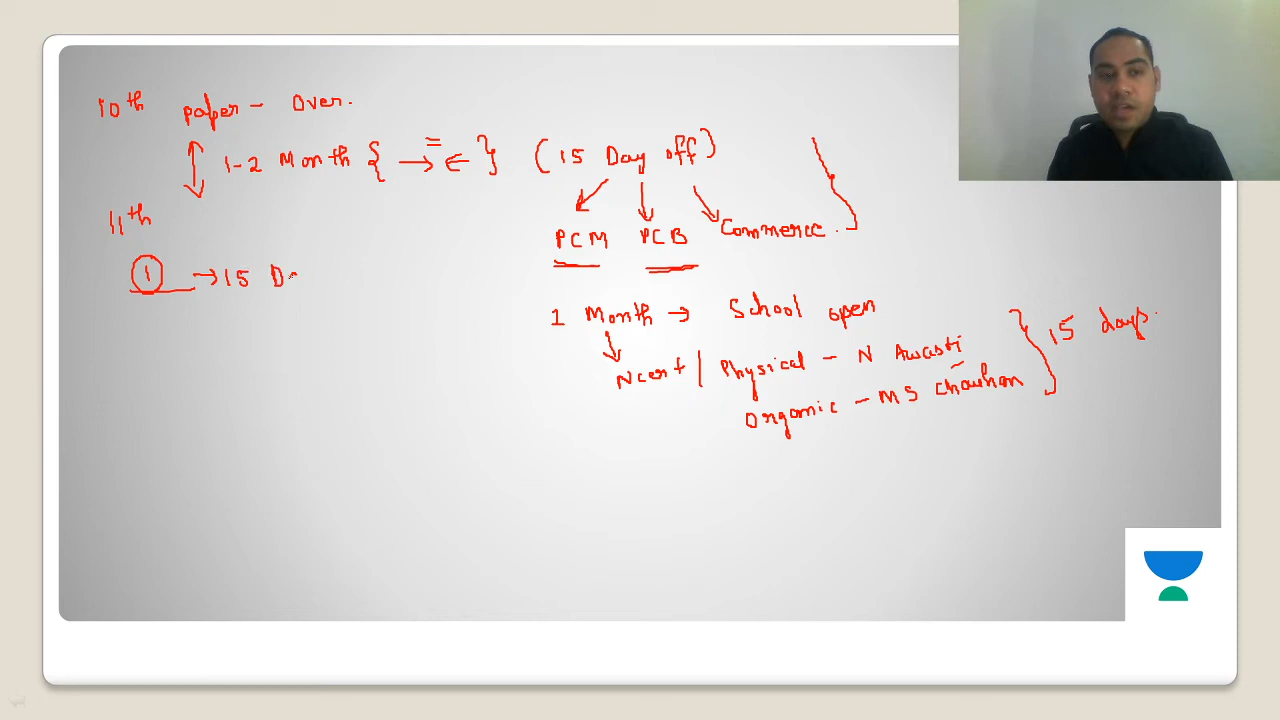 10th paper - Over.
1-2 Month { → = ← } (15 Day off)
11th
PCM PCB Commerce.
① → 15 D
1 Month → School open
Ncert | Physical - N Awasti
Organic - MS Chauhan
15 days.